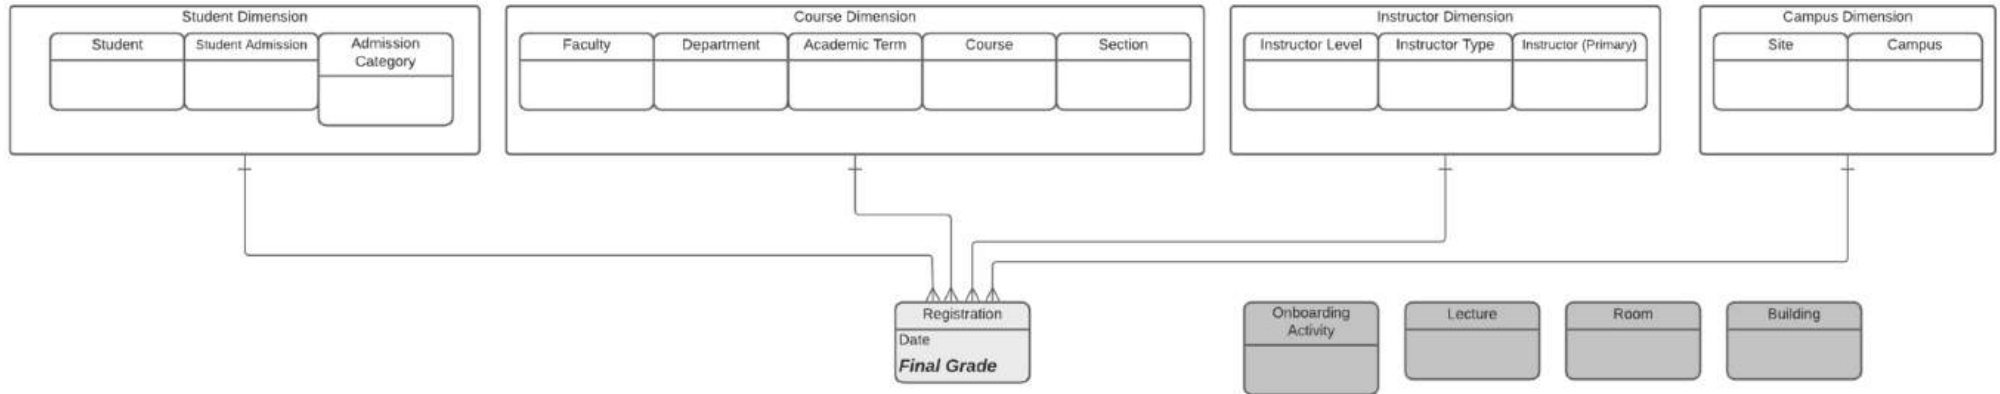 Student Dimension
Student
Student Admission
Admission
Category
Course Dimension
Faculty
Department
Academic Term
Course
Section
Instructor Dimension
Instructor Level
Instructor Type
Instructor (Primary)
Campus Dimension
Site
Campus
Registration
Date
Final Grade
Onboarding
Activity
Lecture
Room
Building